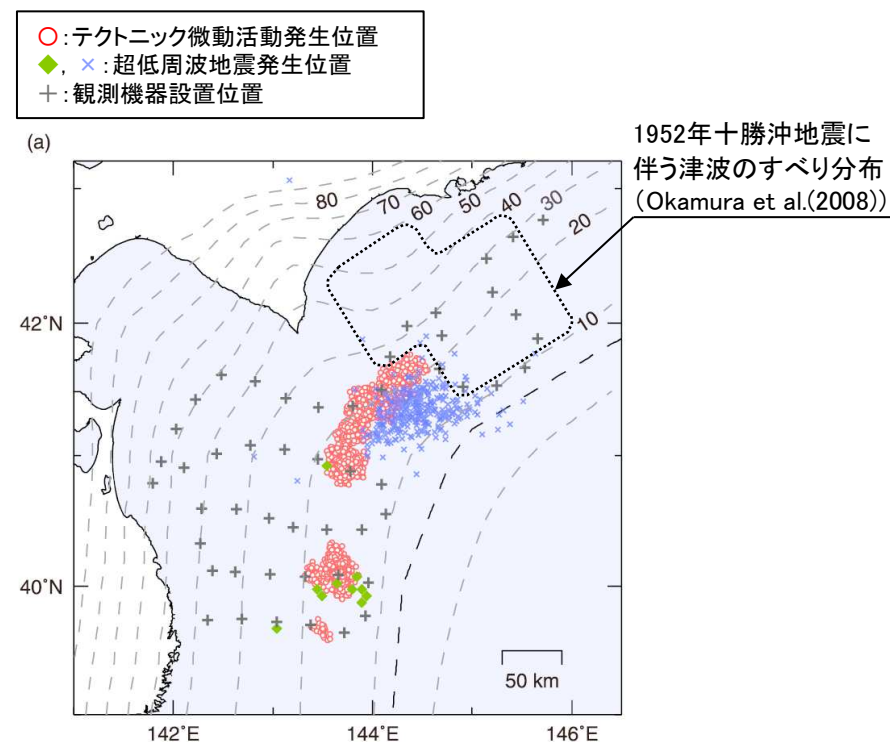 ○:テクトニック微動活動発生位置
◆, ×:超低周波地震発生位置
+:観測機器設置位置
(a)
1952年十勝沖地震に
伴う津波のすべり分布
(Okamura et al.(2008))
80
70
60
50
40
30
20
10
42˚N
40˚N
50 km
142˚E
144˚E
146˚E